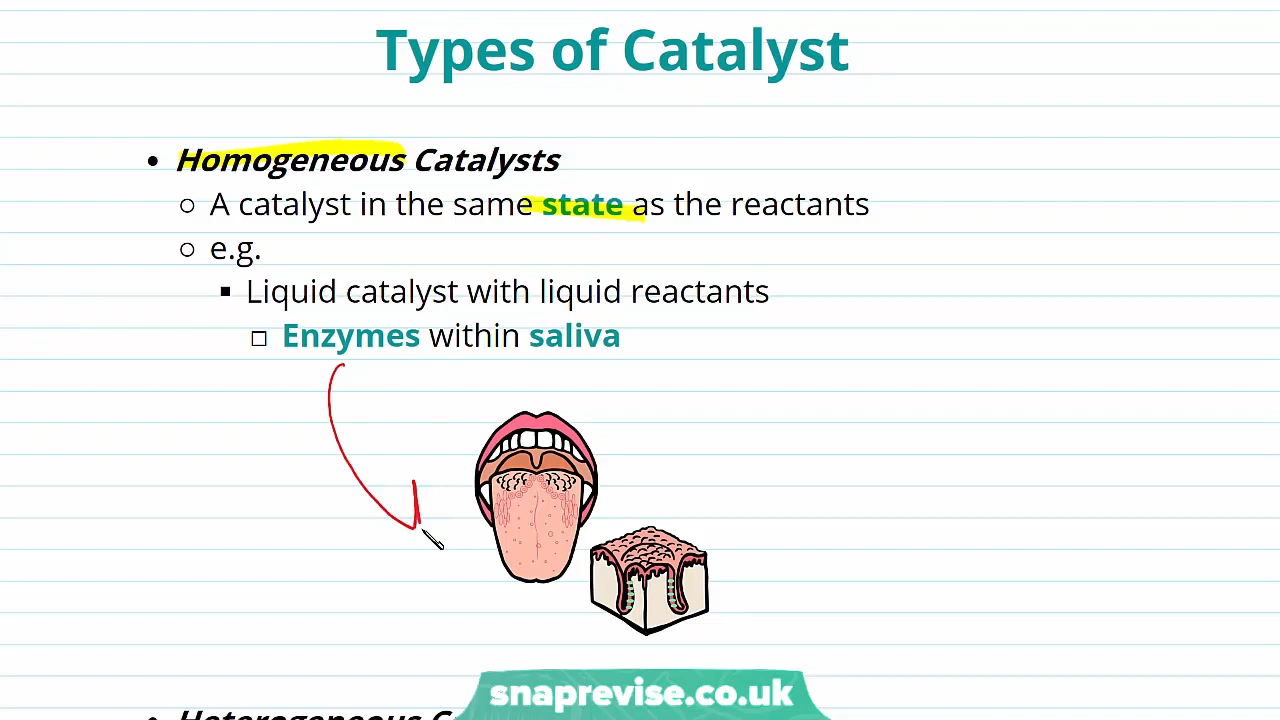 Types of Catalyst
• Homogeneous Catalysts
○ A catalyst in the same state as the reactants
○ e.g.
▪ Liquid catalyst with liquid reactants
□ Enzymes within saliva
snaprevise.co.uk
• Heterogeneous